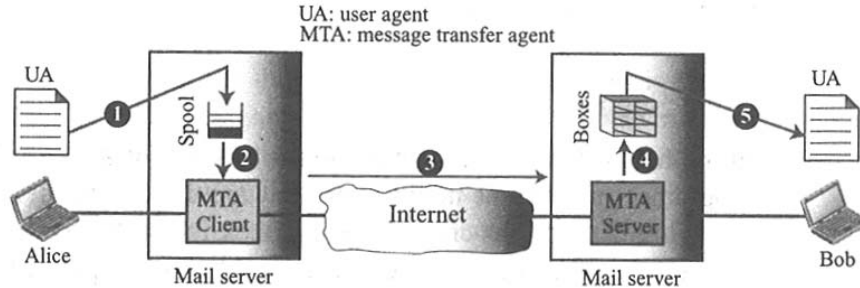 UA: user agent
MTA: message transfer agent
UA
UA
1
Spool
2
3
Boxes
4
5
MTA
Client
Internet
MTA
Server
Alice
Bob
Mail server
Mail server